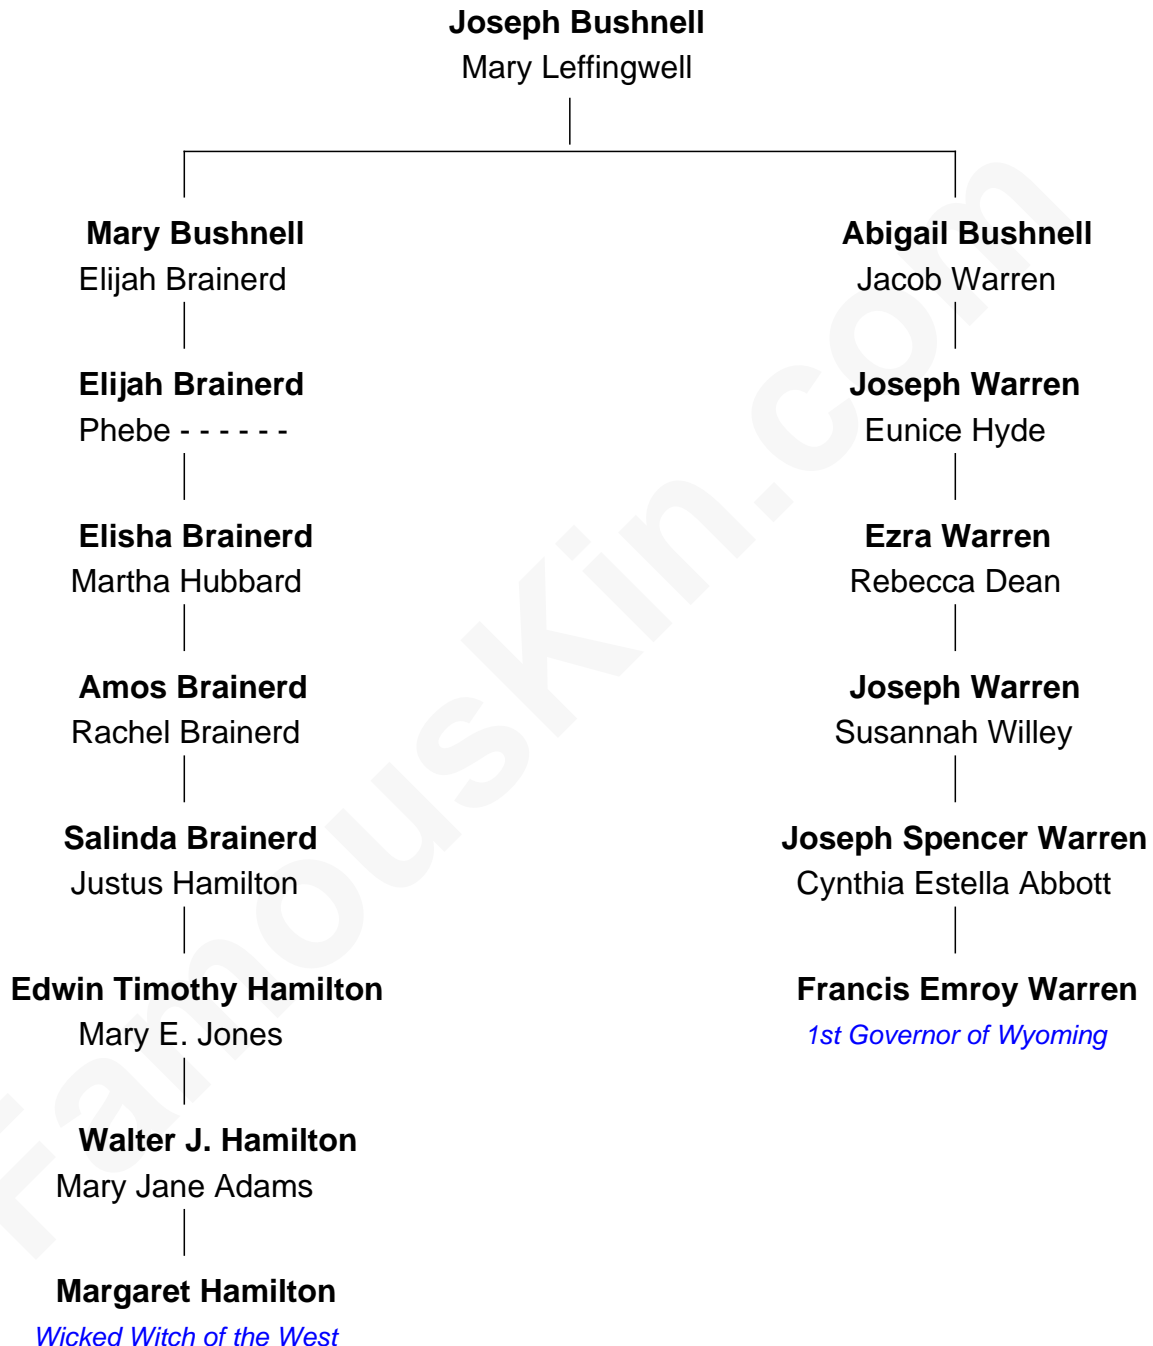 Joseph Bushnell
Mary Leffingwell
Mary Bushnell
Elijah Brainerd
Abigail Bushnell
Jacob Warren
Elijah Brainerd
Phebe - - - - - -
Joseph Warren
Eunice Hyde
Elisha Brainerd
Martha Hubbard
Ezra Warren
Rebecca Dean
Amos Brainerd
Rachel Brainerd
Joseph Warren
Susannah Willey
Salinda Brainerd
Justus Hamilton
Joseph Spencer Warren
Cynthia Estella Abbott
Edwin Timothy Hamilton
Mary E. Jones
Francis Emroy Warren
1st Governor of Wyoming
Walter J. Hamilton
Mary Jane Adams
Margaret Hamilton
Wicked Witch of the West
FamousKin.com